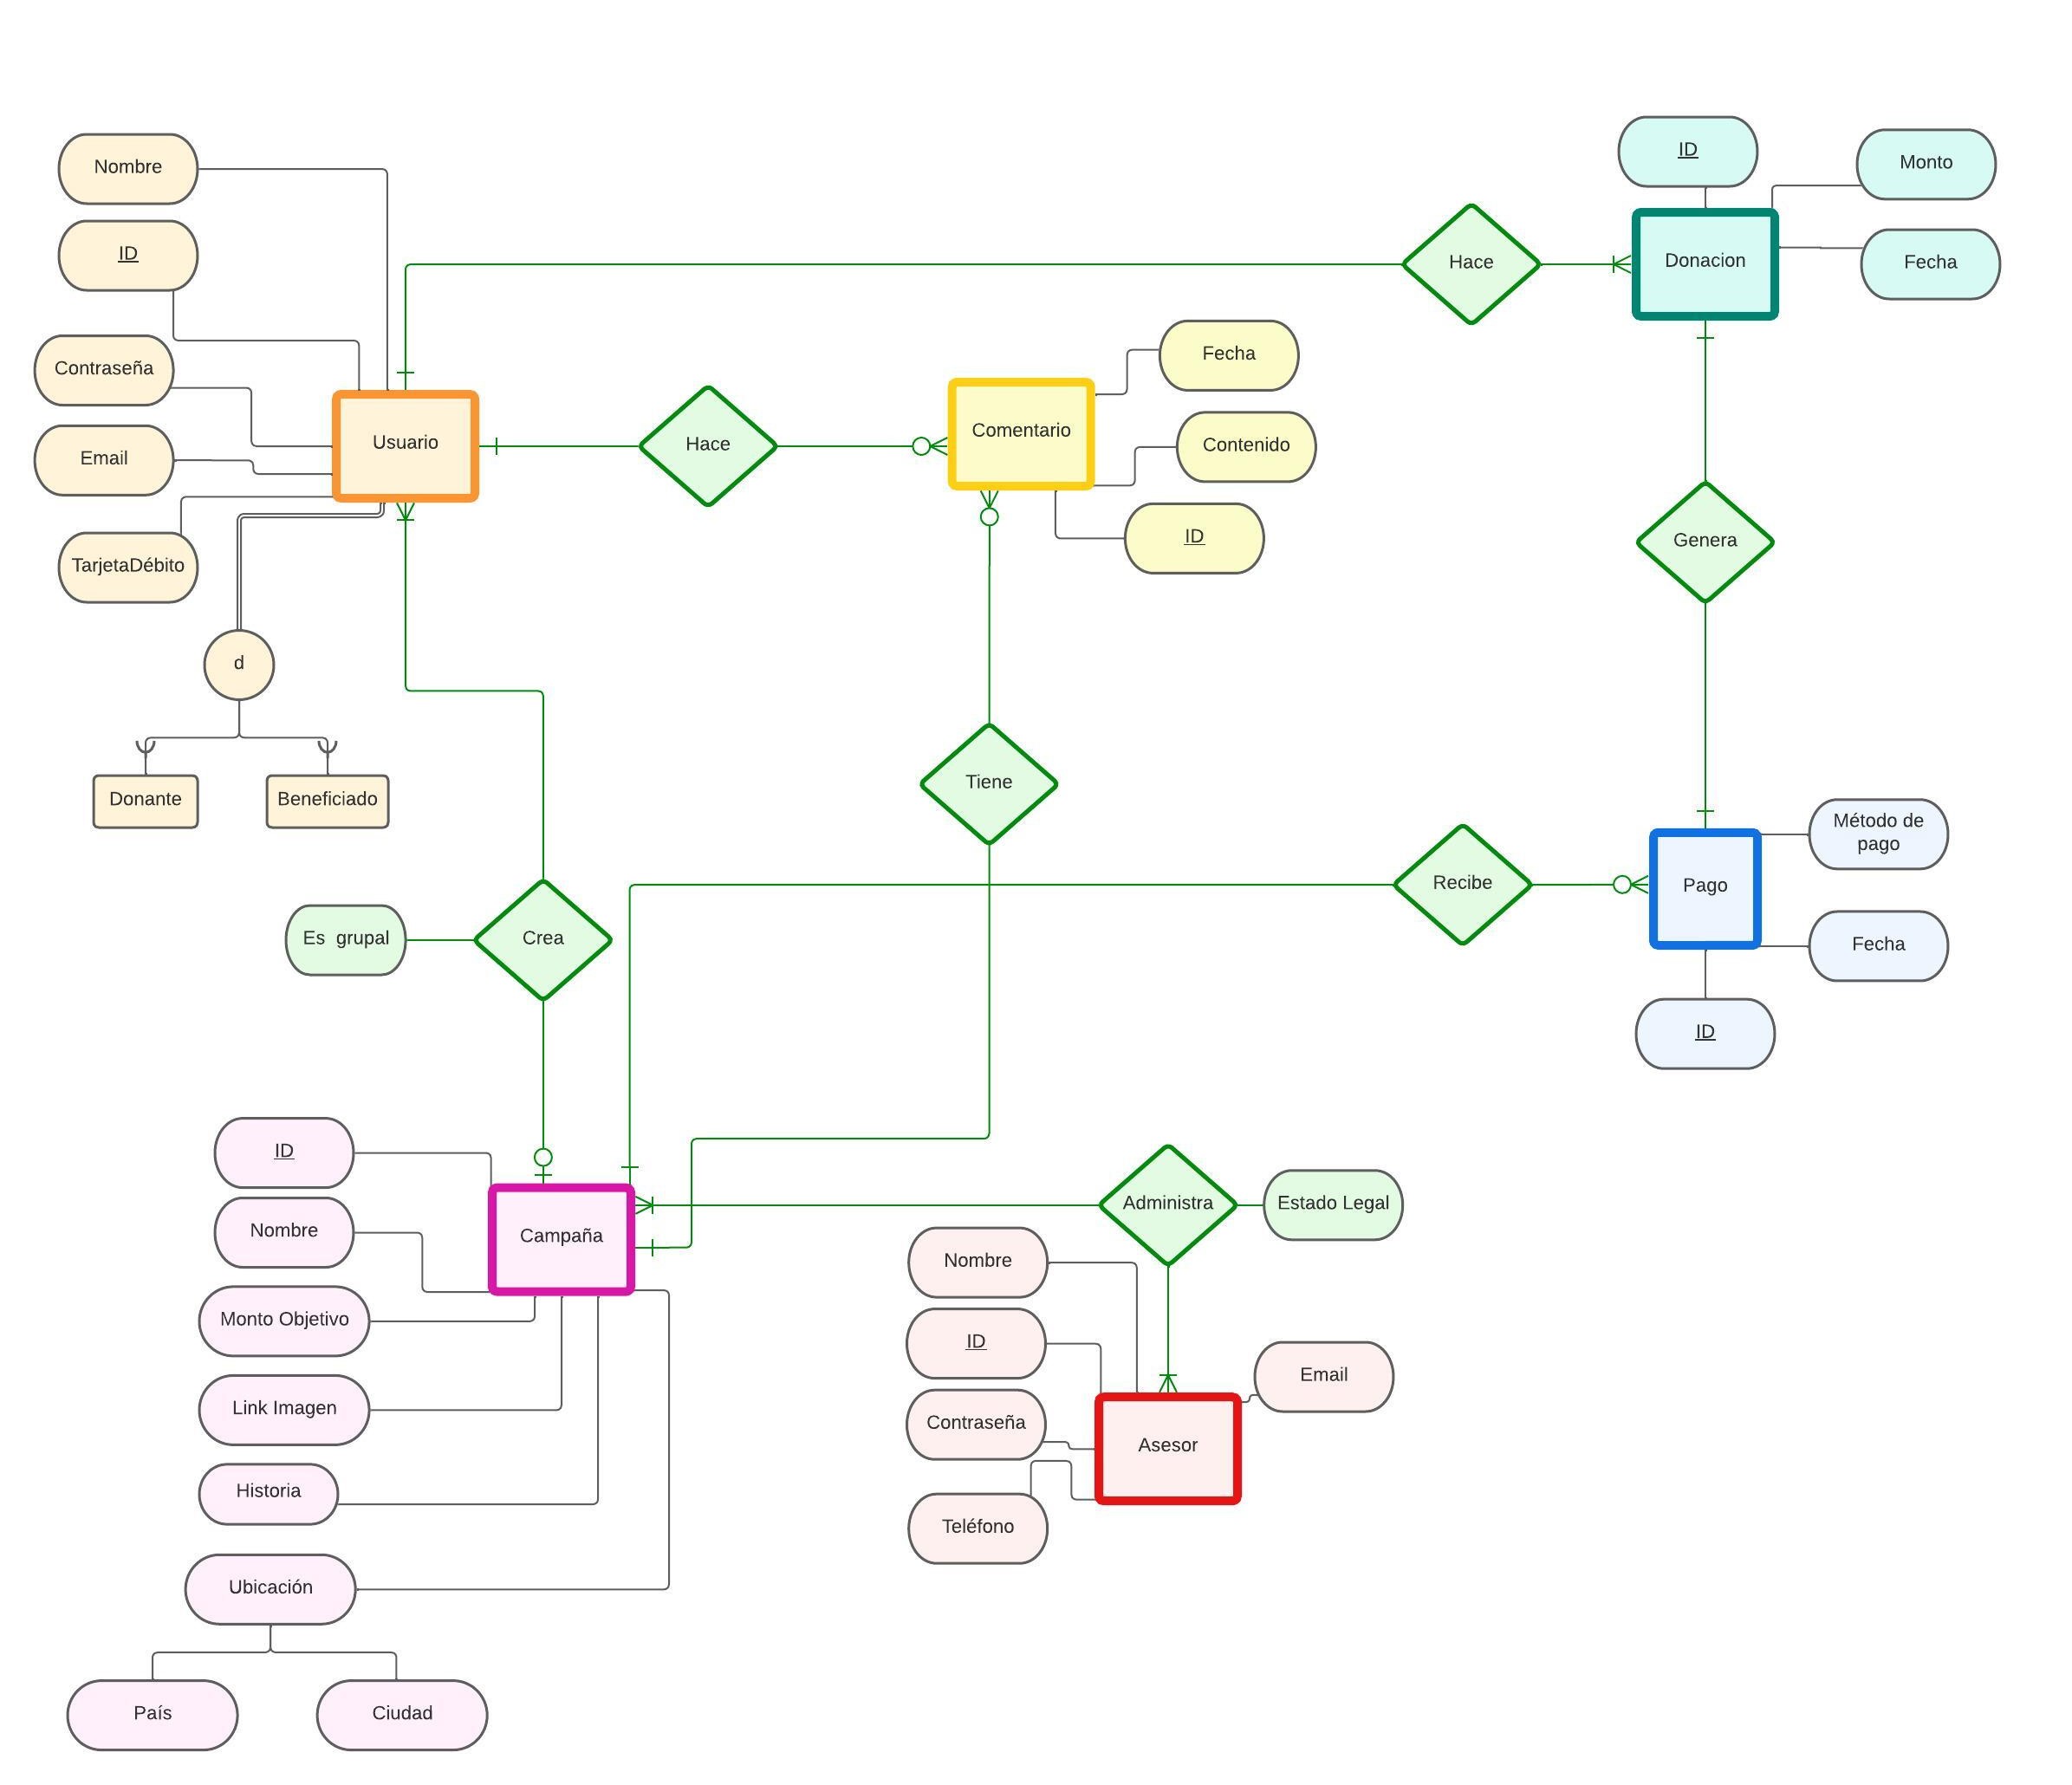 Nombre
ID
Contraseña
Email
TarjetaDébito
Usuario
d
Donante
Beneficiado
Hace
Comentario
Fecha
Contenido
ID
Hace
Donacion
ID
Monto
Fecha
Genera
Tiene
Recibe
Pago
Método de
pago
Fecha
ID
Es  grupal
Crea
ID
Nombre
Monto Objetivo
Link Imagen
Historia
Ubicación
País
Ciudad
Campaña
Administra
Estado Legal
Nombre
ID
Contraseña
Teléfono
Email
Asesor